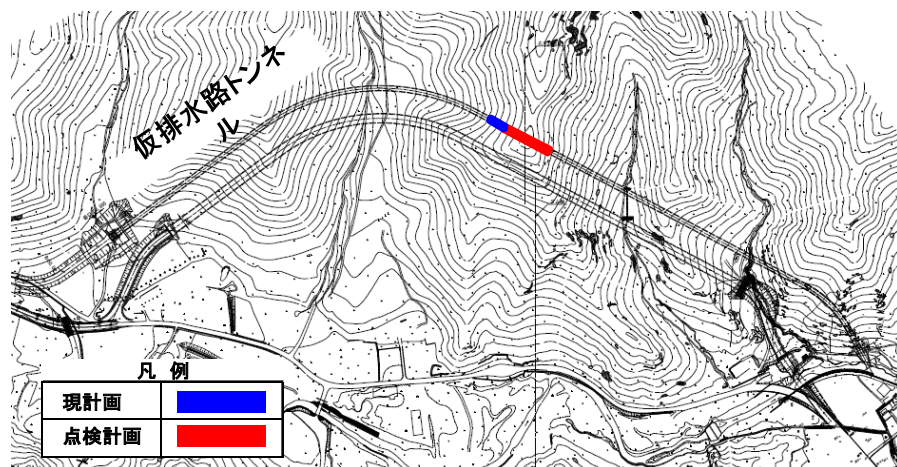 仮排水路トンネ
ル
凡 例
現計画
点検計画